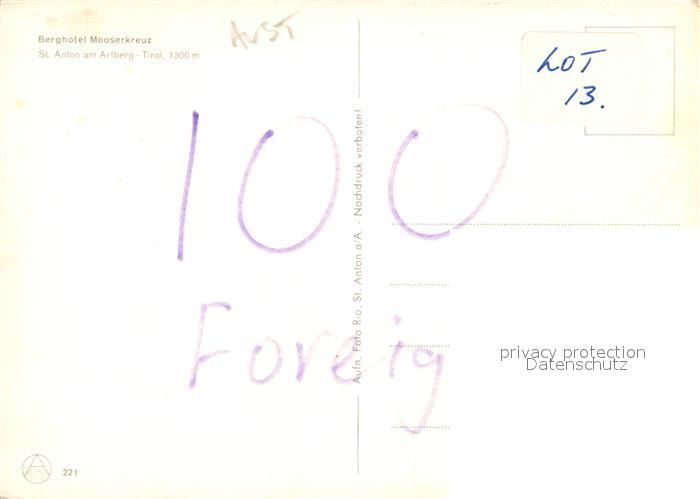 Berghotel Mooserkreuz
St. Anton am Arlberg - Tirol, 1300 m
AUST
LOT
13.
100
Foreig
Aufn. Foto Rio, St. Anton a/A. - Nachdruck verboten!
privacy protection
Datenschutz
221